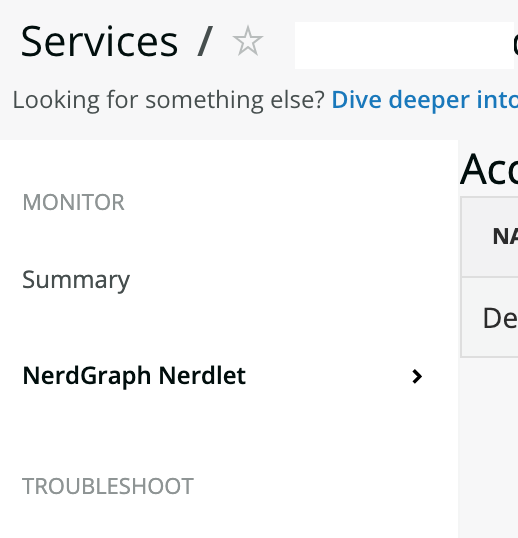 Services / ☆
Looking for something else? Dive deeper into
MONITOR
Summary
NerdGraph Nerdlet
TROUBLESHOOT
Acc
NA
De